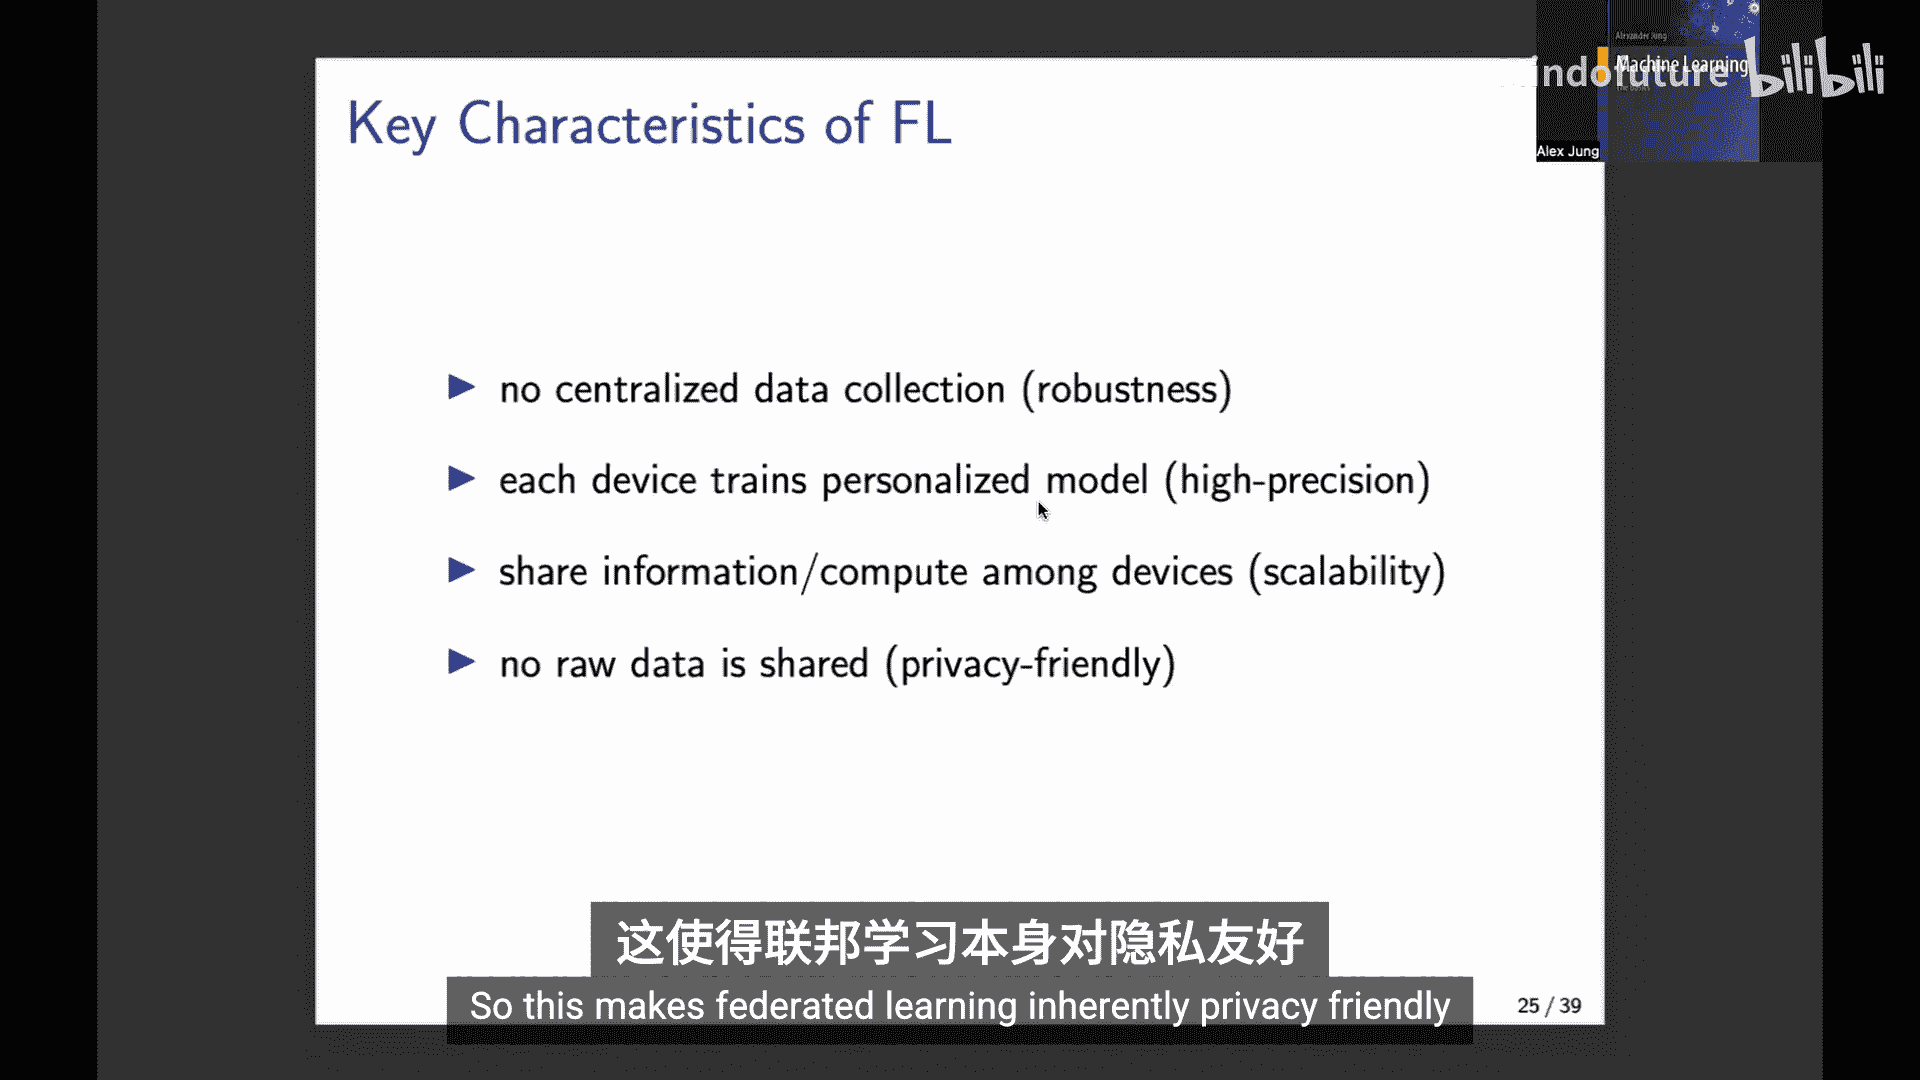 Key Characteristics of FL
Alexander Jung
Machine Learning
indofuture bilibili
Alex Jung
no centralized data collection (robustness)
each device trains personalized model (high-precision)
share information/compute among devices (scalability)
no raw data is shared (privacy-friendly)
这使得联邦学习本身对隐私友好
So this makes federated learning inherently privacy friendly
25 / 39